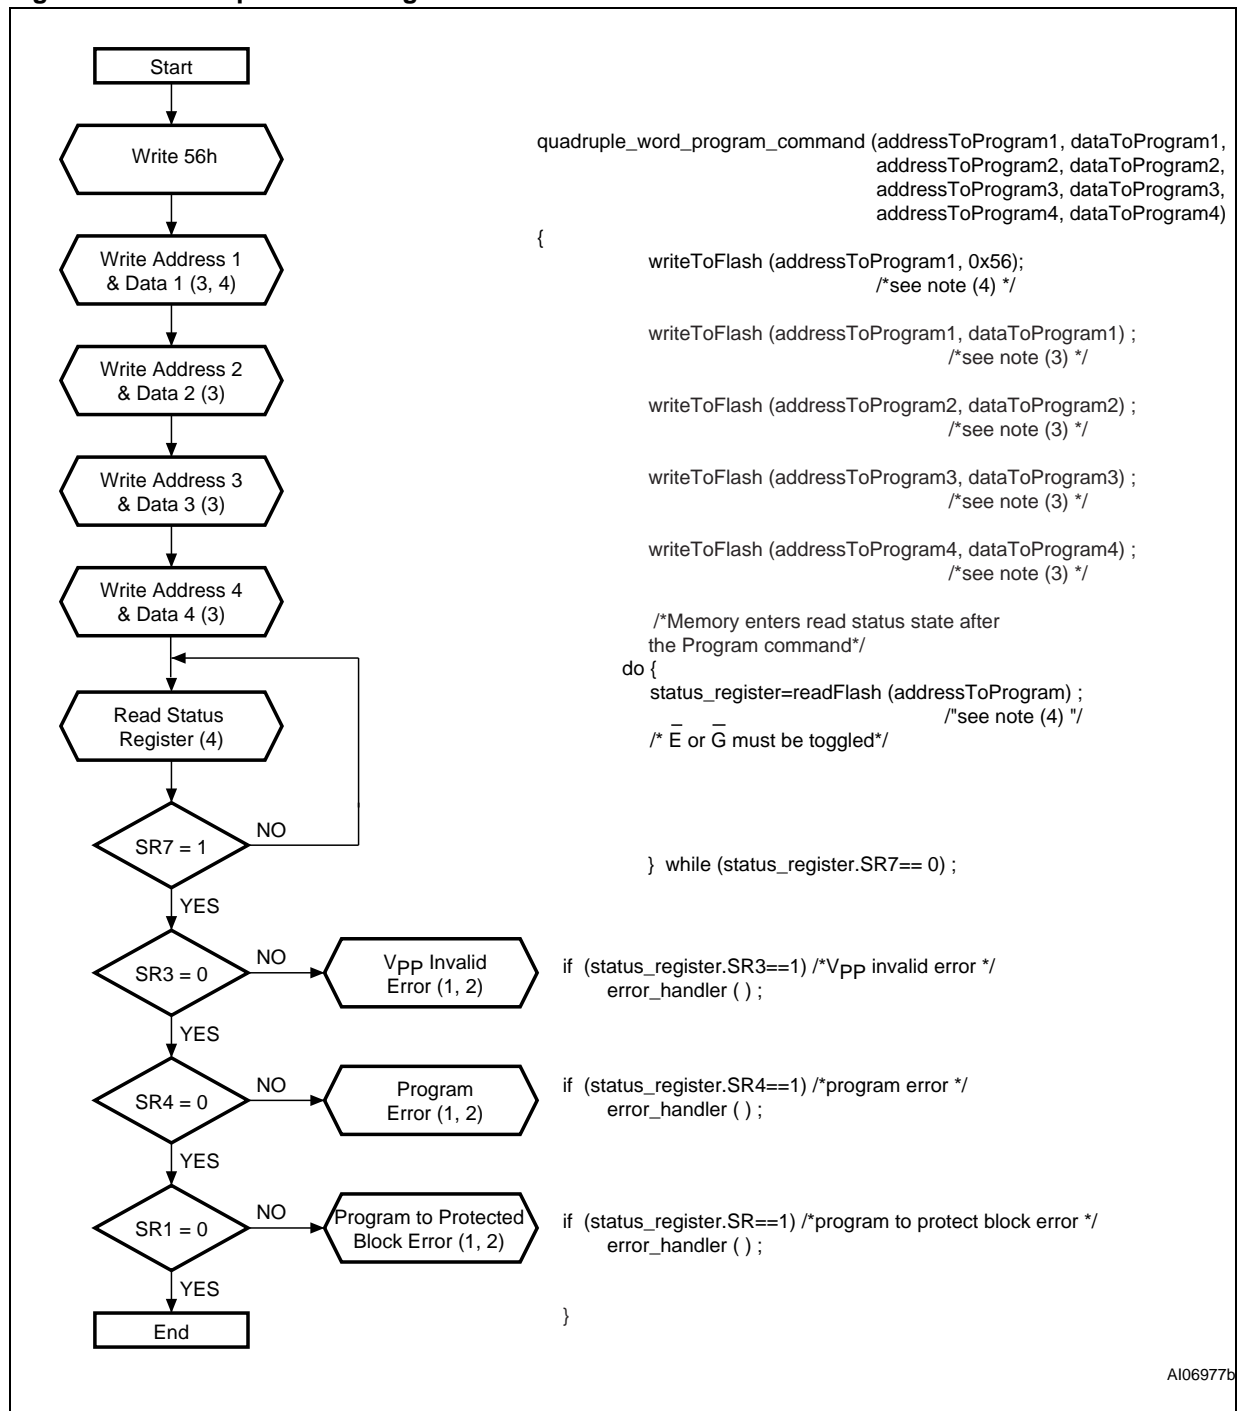 Start
Write 56h
Write Address 1
& Data 1 (3, 4)
Write Address 2
& Data 2 (3)
Write Address 3
& Data 3 (3)
Write Address 4
& Data 4 (3)
Read Status
Register (4)
SR7 = 1
NO
YES
SR3 = 0
NO
VPP Invalid
Error (1, 2)
YES
SR4 = 0
NO
Program
Error (1, 2)
YES
SR1 = 0
NO
Program to Protected
Block Error (1, 2)
YES
End
quadruple_word_program_command (addressToProgram1, dataToProgram1,
addressToProgram2, dataToProgram2,
addressToProgram3, dataToProgram3,
addressToProgram4, dataToProgram4)
{
writeToFlash (addressToProgram1, 0x56);
/*see note (4) */
writeToFlash (addressToProgram1, dataToProgram1) ;
/*see note (3) */
writeToFlash (addressToProgram2, dataToProgram2) ;
/*see note (3) */
writeToFlash (addressToProgram3, dataToProgram3) ;
/*see note (3) */
writeToFlash (addressToProgram4, dataToProgram4) ;
/*see note (3) */
/*Memory enters read status state after
the Program command*/
do {
status_register=readFlash (addressToProgram) ;
/"see note (4) "/
/* E̅ or G̅ must be toggled*/
} while (status_register.SR7== 0) ;
if (status_register.SR3==1) /*VPP invalid error */
error_handler ( ) ;
if (status_register.SR4==1) /*program error */
error_handler ( ) ;
if (status_register.SR==1) /*program to protect block error */
error_handler ( ) ;
}
AI06977b